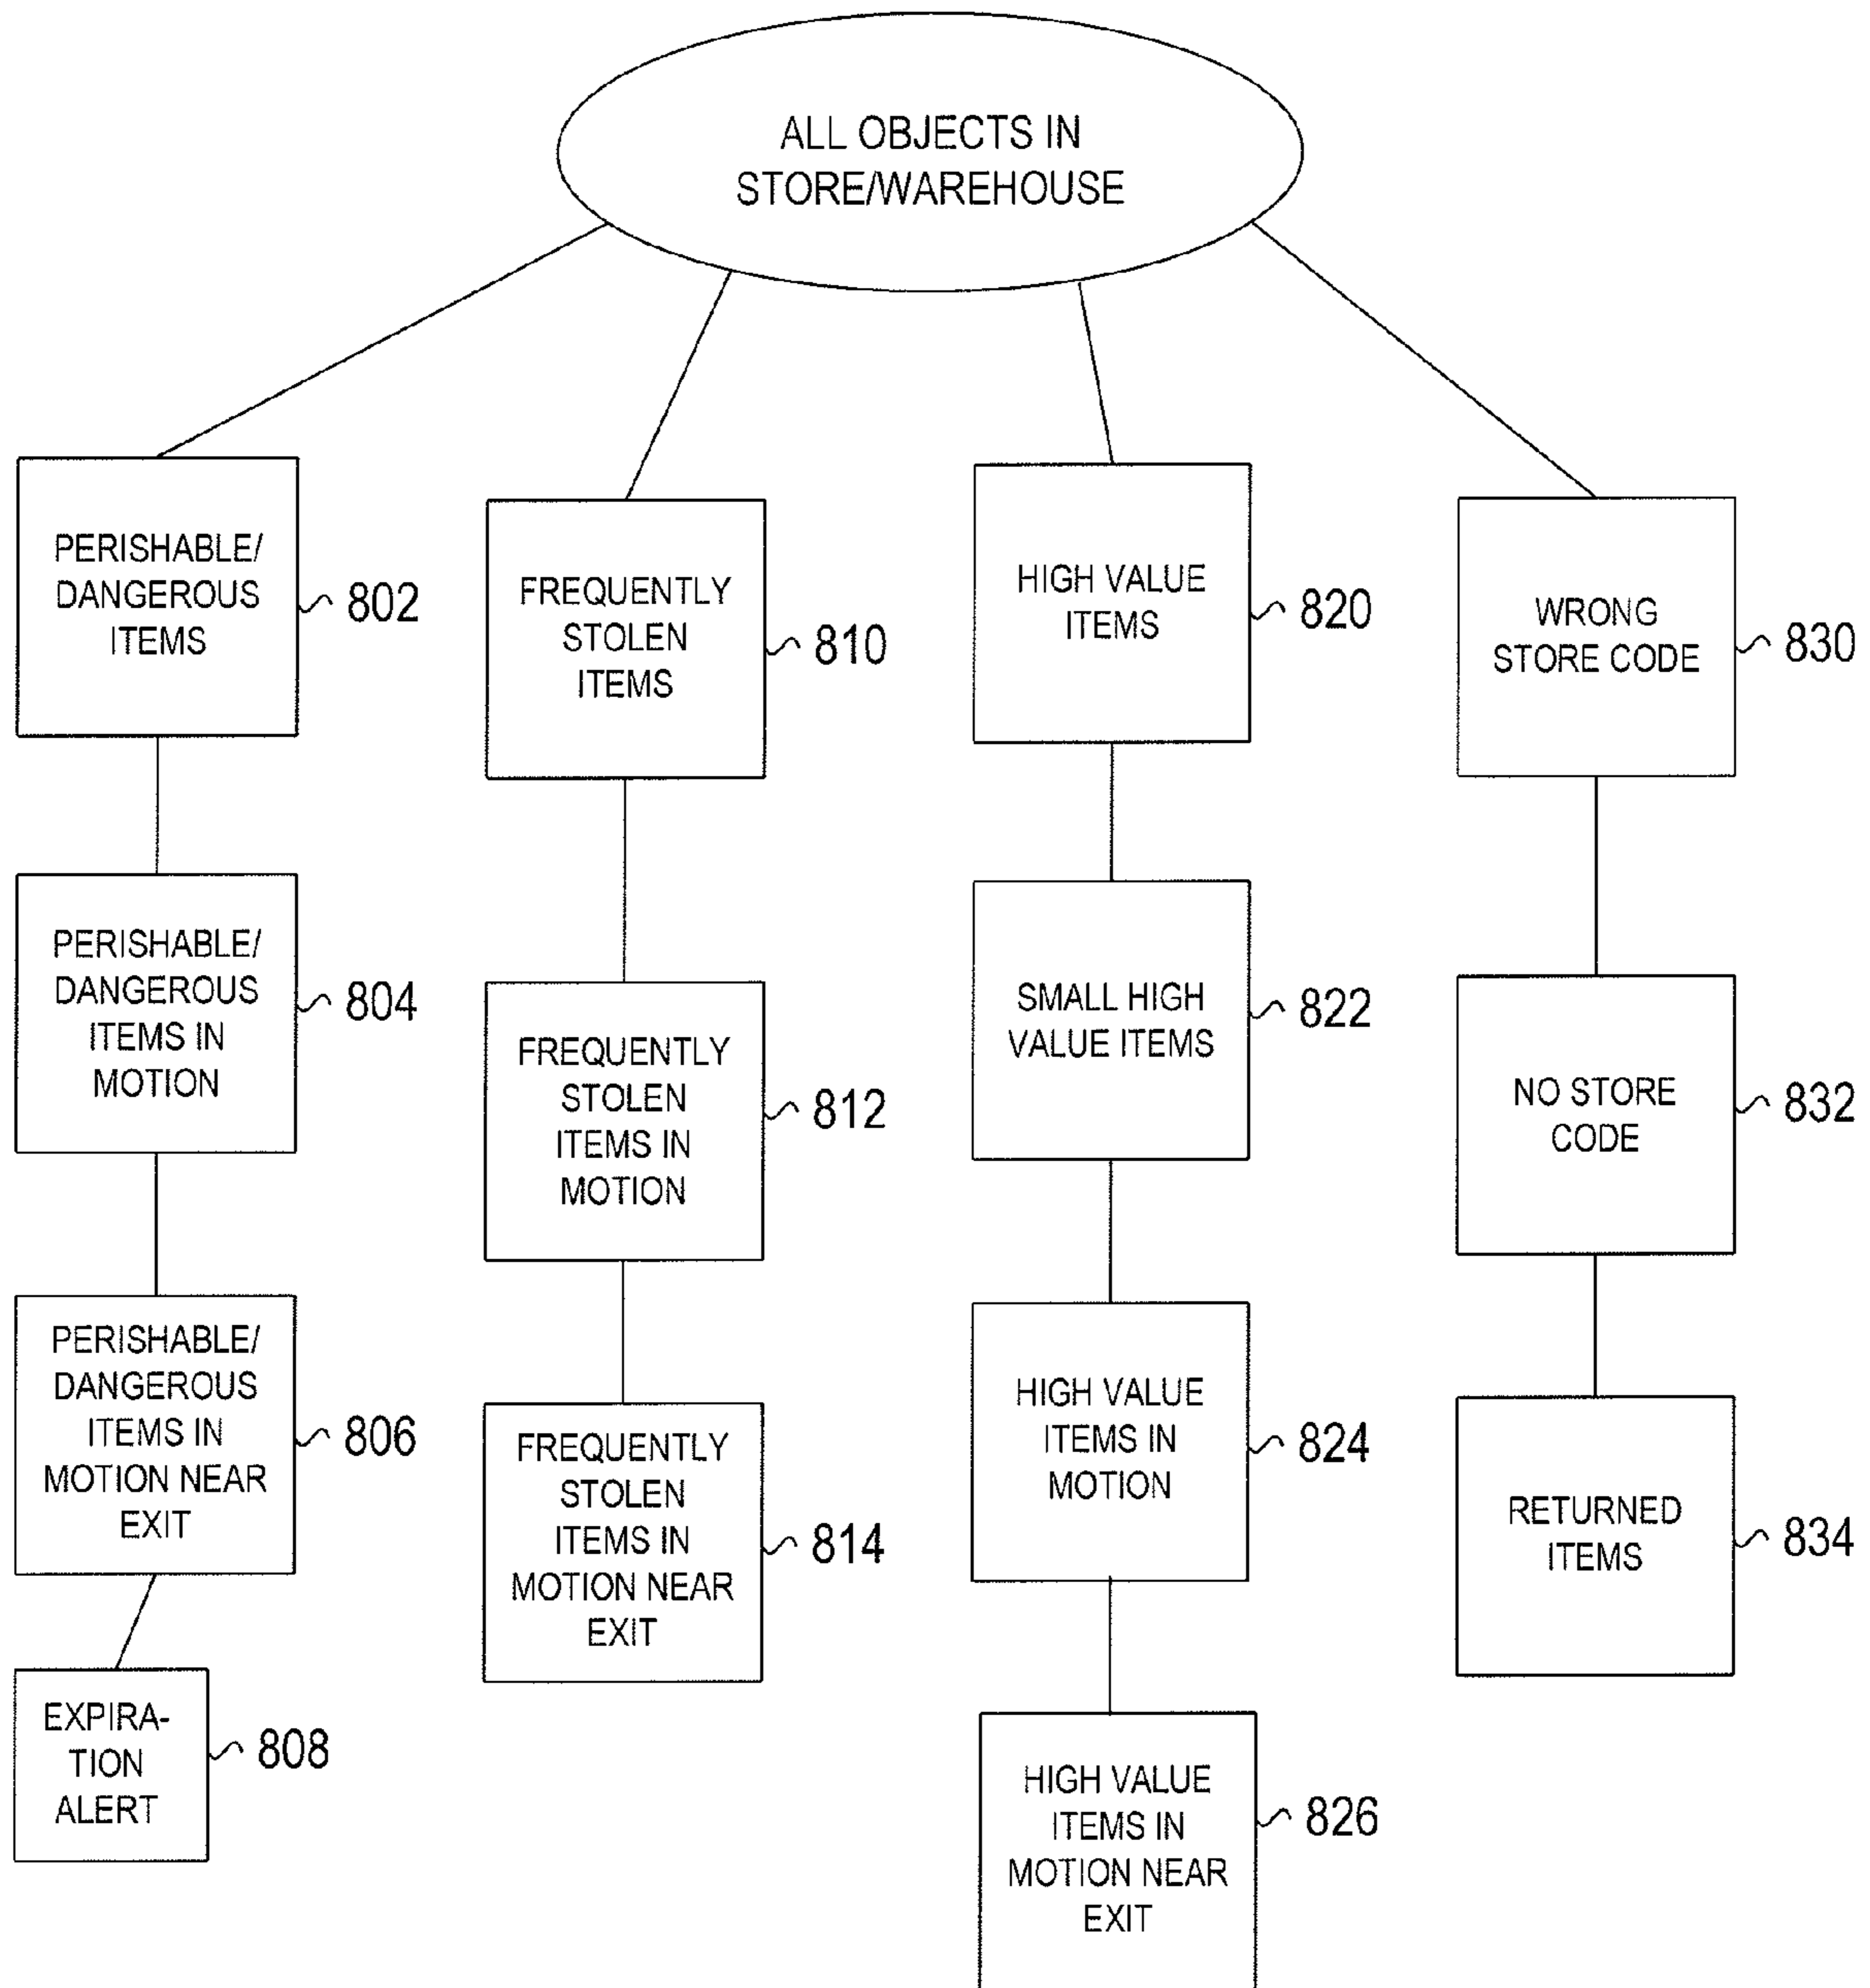 ALL OBJECTS IN
STORE/WAREHOUSE
PERISHABLE/
DANGEROUS
ITEMS
802
PERISHABLE/
DANGEROUS
ITEMS IN
MOTION
804
PERISHABLE/
DANGEROUS
ITEMS IN
MOTION NEAR
EXIT
806
EXPIRA-
TION
ALERT
808
FREQUENTLY
STOLEN
ITEMS
810
FREQUENTLY
STOLEN
ITEMS IN
MOTION
812
FREQUENTLY
STOLEN
ITEMS IN
MOTION NEAR
EXIT
814
HIGH VALUE
ITEMS
820
SMALL HIGH
VALUE ITEMS
822
HIGH VALUE
ITEMS IN
MOTION
824
HIGH VALUE
ITEMS IN
MOTION NEAR
EXIT
826
WRONG
STORE CODE
830
NO STORE
CODE
832
RETURNED
ITEMS
834